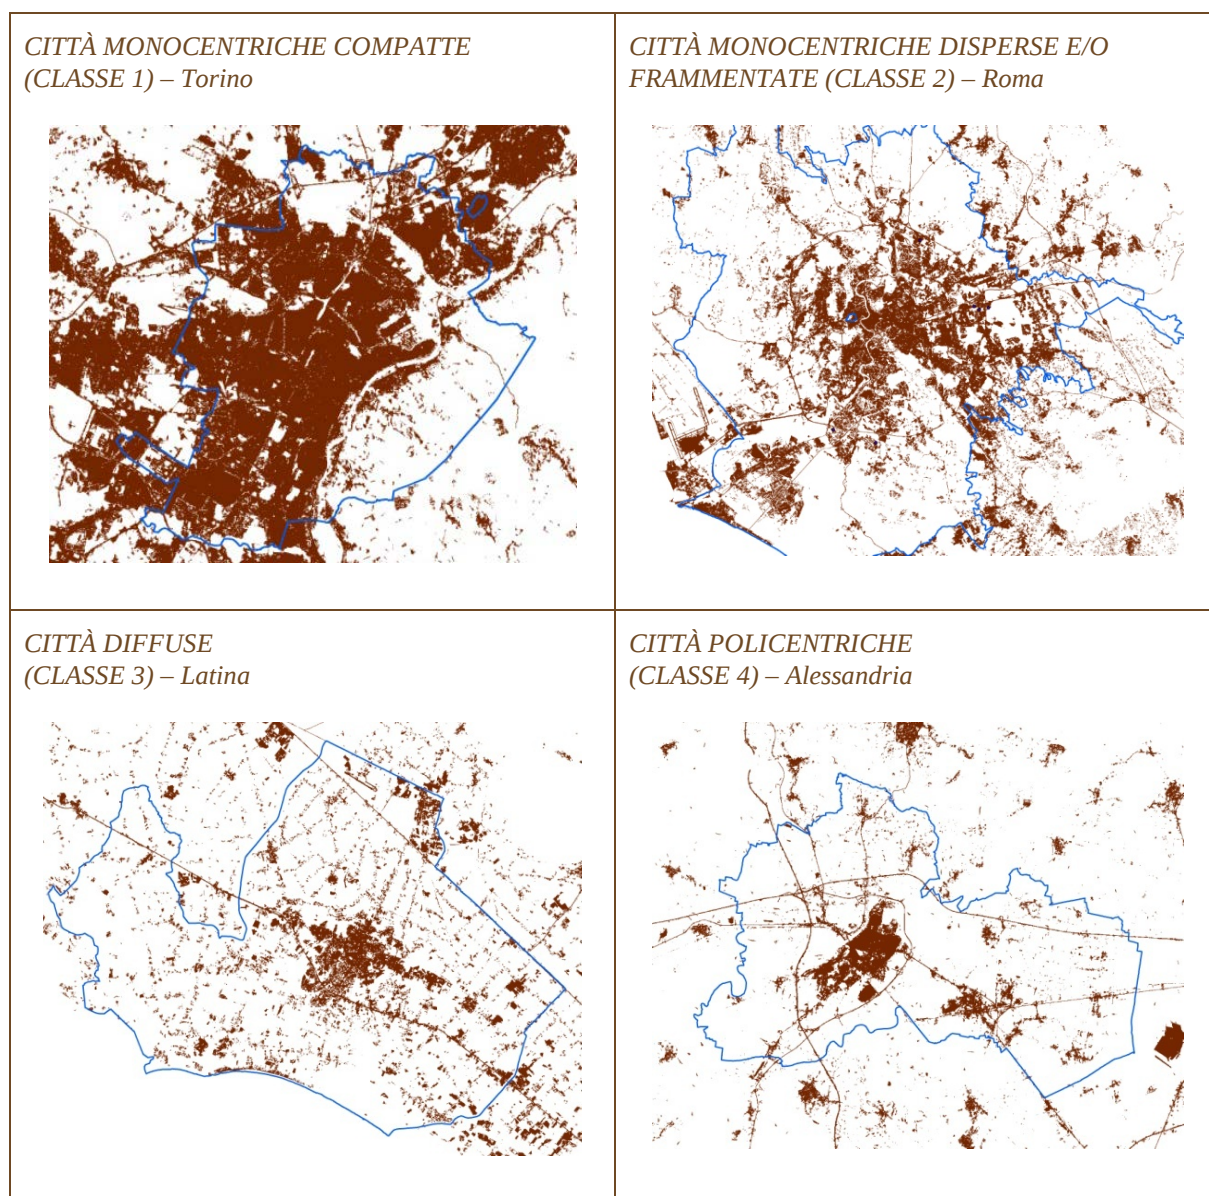 CITTÀ MONOCENTRICHE COMPATTE
(CLASSE 1) – Torino
CITTÀ MONOCENTRICHE DISPERSE E/O
FRAMMENTATE (CLASSE 2) – Roma
CITTÀ DIFFUSE
(CLASSE 3) – Latina
CITTÀ POLICENTRICHE
(CLASSE 4) – Alessandria